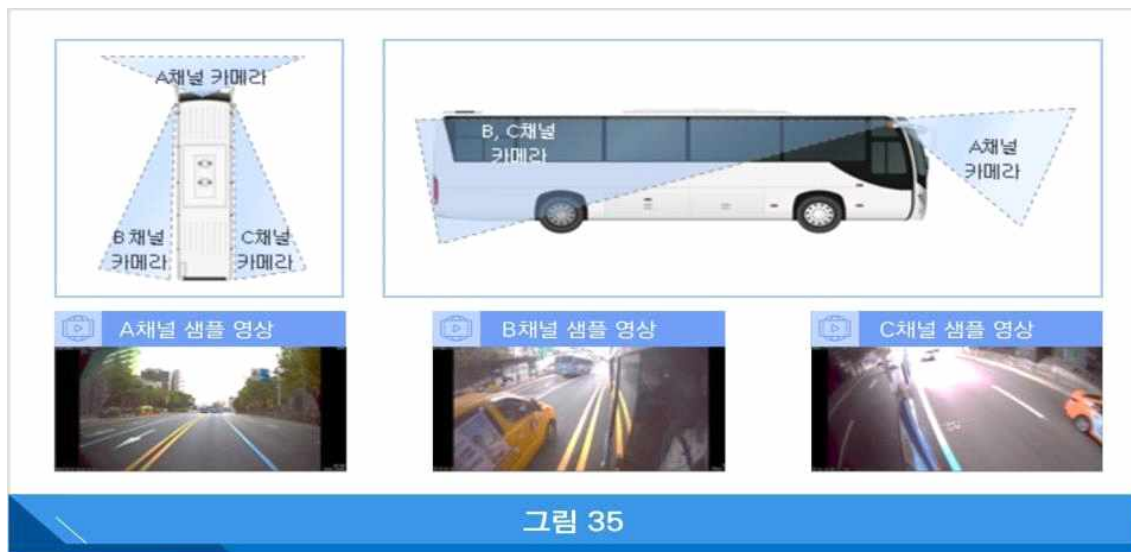 A채널 카메라
B 채널
카메라
C채널
카메라
B, C채널
카메라
A채널
카메라
A채널 샘플 영상
B채널 샘플 영상
C채널 샘플 영상
그림 35